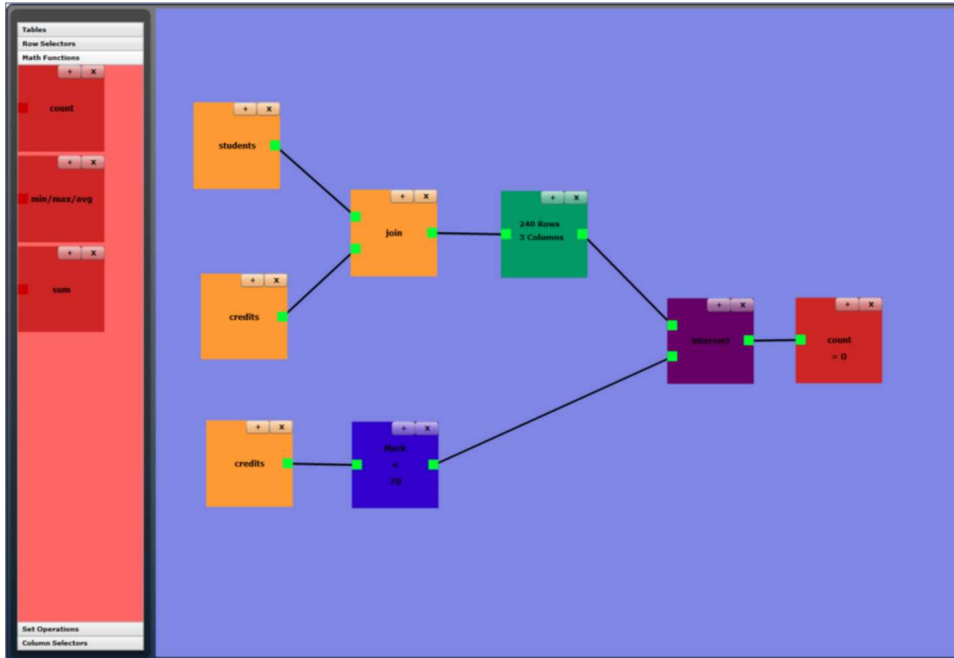 Tables
Row Selectors
Math Functions
+ x
count
+ x
min/max/avg
+ x
sum
Set Operations
Column Selectors
+ x
students
+ x
join
+ x
240 Rows
3 Columns
+ x
credits
+ x
intersect
+ x
count
= 0
+ x
credits
+ x
Mark
<
70